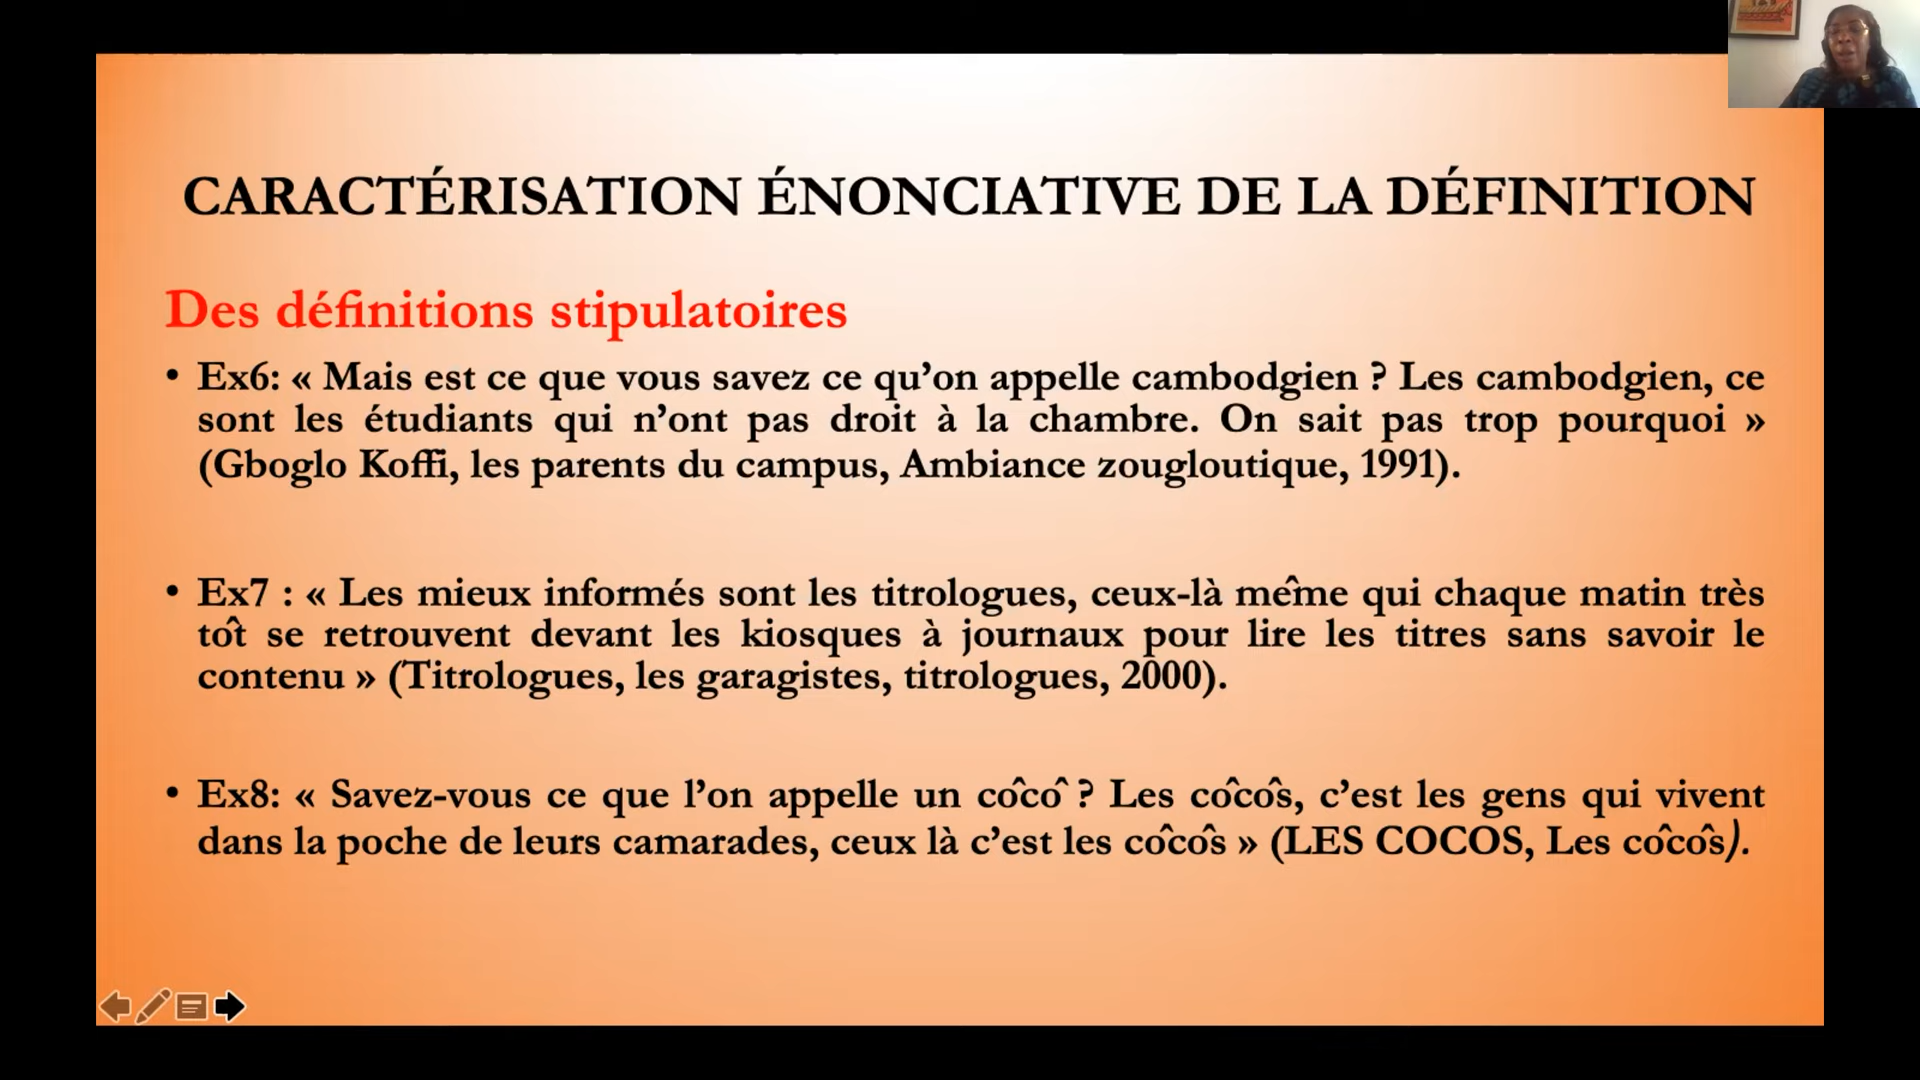 CARACTÉRISATION ÉNONCIATIVE DE LA DÉFINITION
Des définitions stipulatoires
• Ex6: « Mais est ce que vous savez ce qu’on appelle cambodgien ? Les cambodgien, ce
sont les étudiants qui n’ont pas droit à la chambre. On sait pas trop pourquoi »
(Gboglo Koffi, les parents du campus, Ambiance zougloutique, 1991).
• Ex7 : « Les mieux informés sont les titrologues, ceux-là même qui chaque matin très
tôt se retrouvent devant les kiosques à journaux pour lire les titres sans savoir le
contenu » (Titrologues, les garagistes, titrologues, 2000).
• Ex8: « Savez-vous ce que l’on appelle un côcô ? Les côcôs, c’est les gens qui vivent
dans la poche de leurs camarades, ceux là c’est les côcôs » (LES COCOS, Les côcôs).